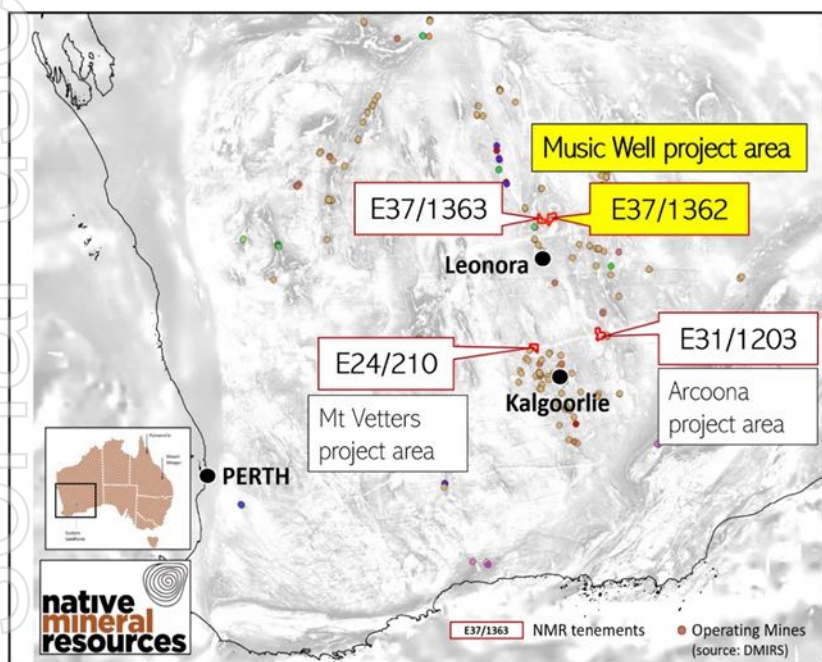 Music Well project area
E37/1363
E37/1362
Leonora
E24/210
E31/1203
Mt Vetters
project area
Kalgoorlie
Arcoona
project area
PERTH
native
mineral
resources
E37/1363 NMR tenements
Operating Mines
(source: DMIRS)